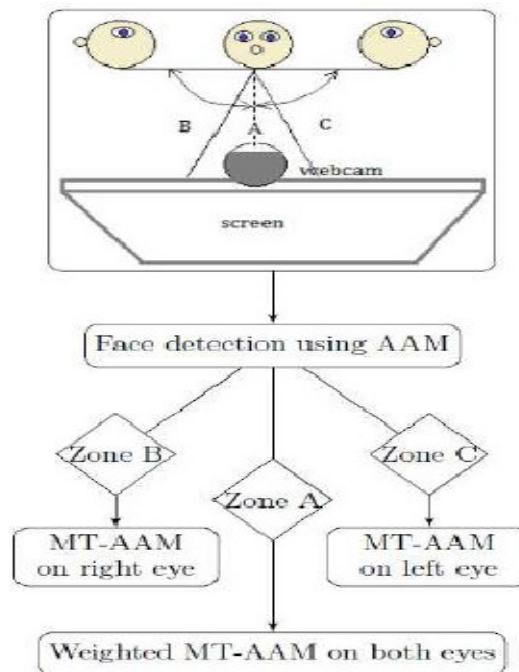 B
A
C
webcam
screen
Face detection using AAM
Zone B
Zone C
Zone A
MT-AAM
on right eye
MT-AAM
on left eye
Weighted MT-AAM on both eyes